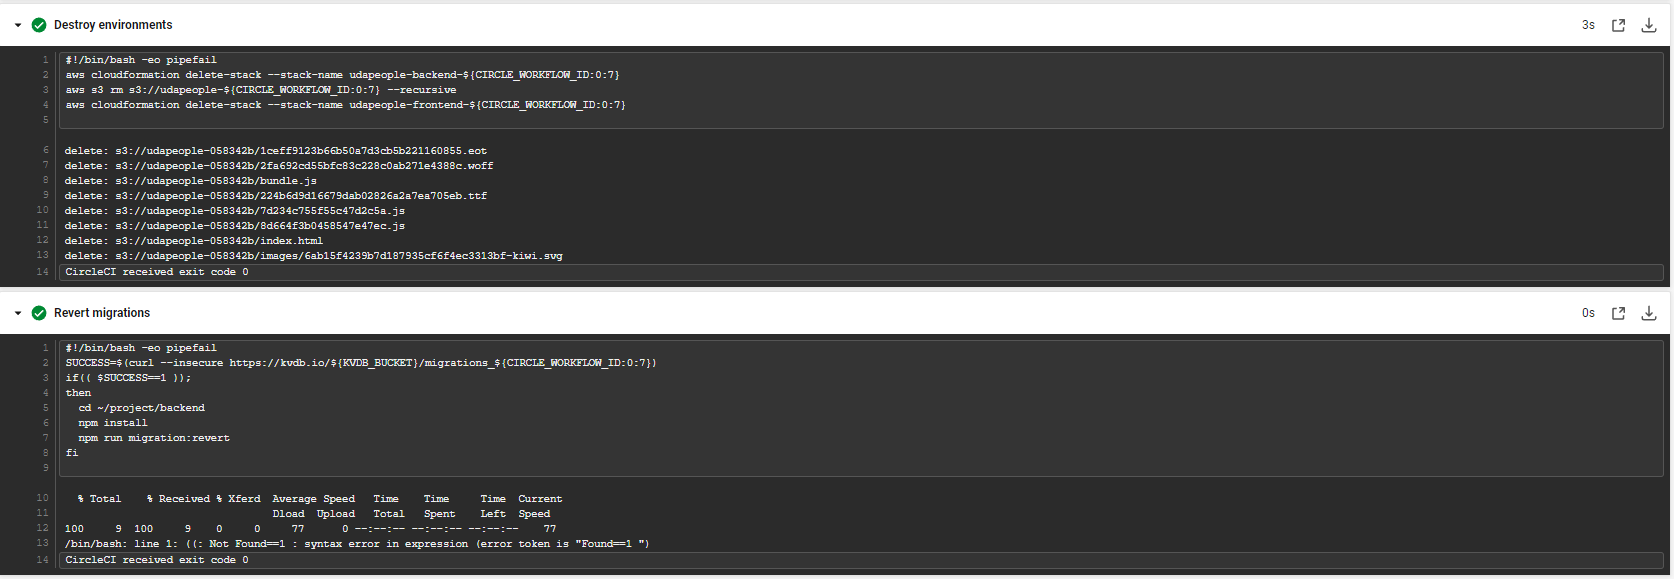 Destroy environments 3s
1 #!/bin/bash -eo pipefail
2 aws cloudformation delete-stack --stack-name udapeople-backend-${CIRCLE_WORKFLOW_ID:0:7}
3 aws s3 rm s3://udapeople-${CIRCLE_WORKFLOW_ID:0:7} --recursive
4 aws cloudformation delete-stack --stack-name udapeople-frontend-${CIRCLE_WORKFLOW_ID:0:7}
5
6 delete: s3://udapeople-058342b/1ceff9123b66b50a7d3cb5b221160855.eot
7 delete: s3://udapeople-058342b/2fa692cd55bfc83c228c0ab271e4388c.woff
8 delete: s3://udapeople-058342b/bundle.js
9 delete: s3://udapeople-058342b/224b6d9d16679dab02826a2a7ea705eb.ttf
10 delete: s3://udapeople-058342b/7d234c755f55c47d2c5a.js
11 delete: s3://udapeople-058342b/8d664f3b0458547e47ec.js
12 delete: s3://udapeople-058342b/index.html
13 delete: s3://udapeople-058342b/images/6ab15f4239b7d187935cf6f4ec3313bf-kiwi.svg
14 CircleCI received exit code 0
Revert migrations 0s
1 #!/bin/bash -eo pipefail
2 SUCCESS=$(curl --insecure https://kvdb.io/${KVDB_BUCKET}/migrations_${CIRCLE_WORKFLOW_ID:0:7})
3 if(( $SUCCESS==1 ));
4 then
5 cd ~/project/backend
6 npm install
7 npm run migration:revert
8 fi
9
10 % Total % Received % Xferd Average Speed Time Time Time Current
11 Dload Upload Total Spent Left Speed
12 100 9 100 9 0 0 77 0 --:--:-- --:--:-- --:--:-- 77
13 /bin/bash: line 1: ((: Not Found==1 : syntax error in expression (error token is "Found==1 ")
14 CircleCI received exit code 0